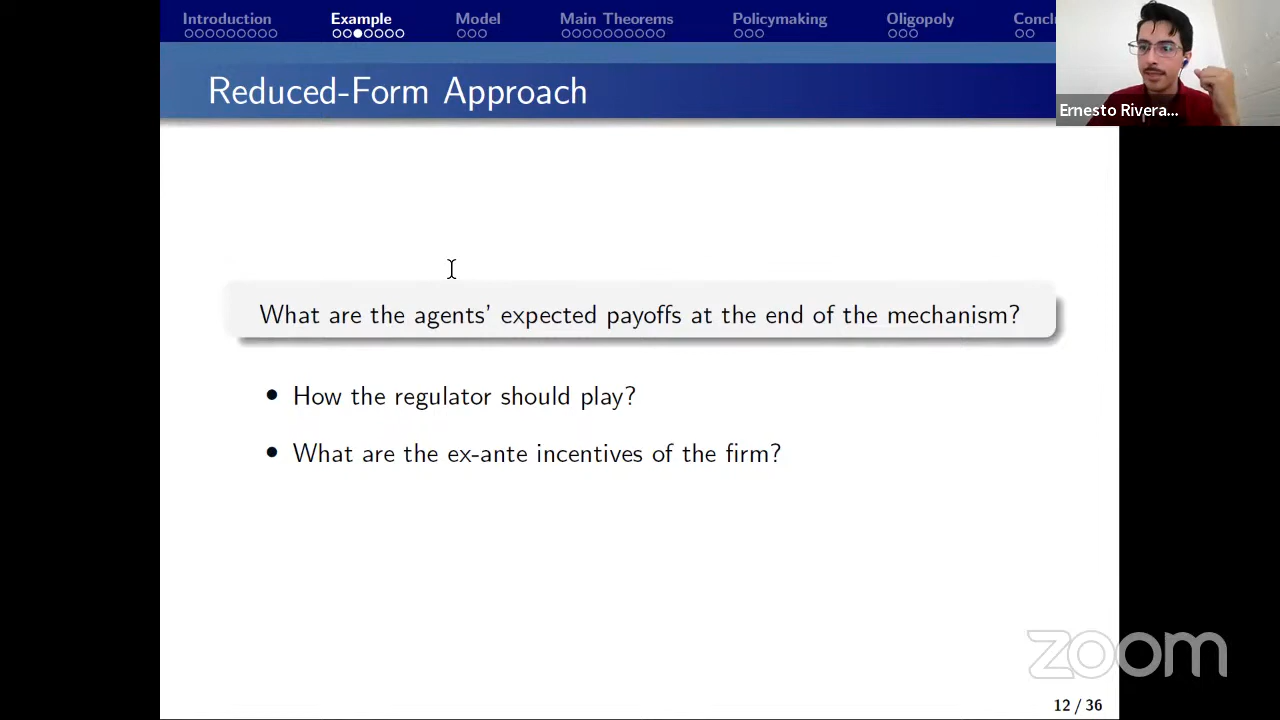 Introduction Example Model Main Theorems Policymaking Oligopoly Concl
Reduced-Form Approach
Ernesto Rivera...
What are the agents' expected payoffs at the end of the mechanism?
• How the regulator should play?
• What are the ex-ante incentives of the firm?
zoom
12 / 36